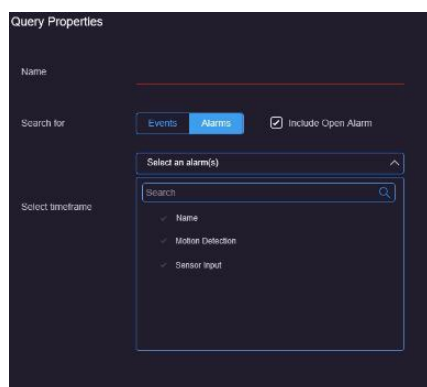 Query Properties
Name
Search for
Events
Alarms
Include Open Alarm
Select an alarm(s)
Search
Select timeframe
Name
Motion Detection
Sensor Input